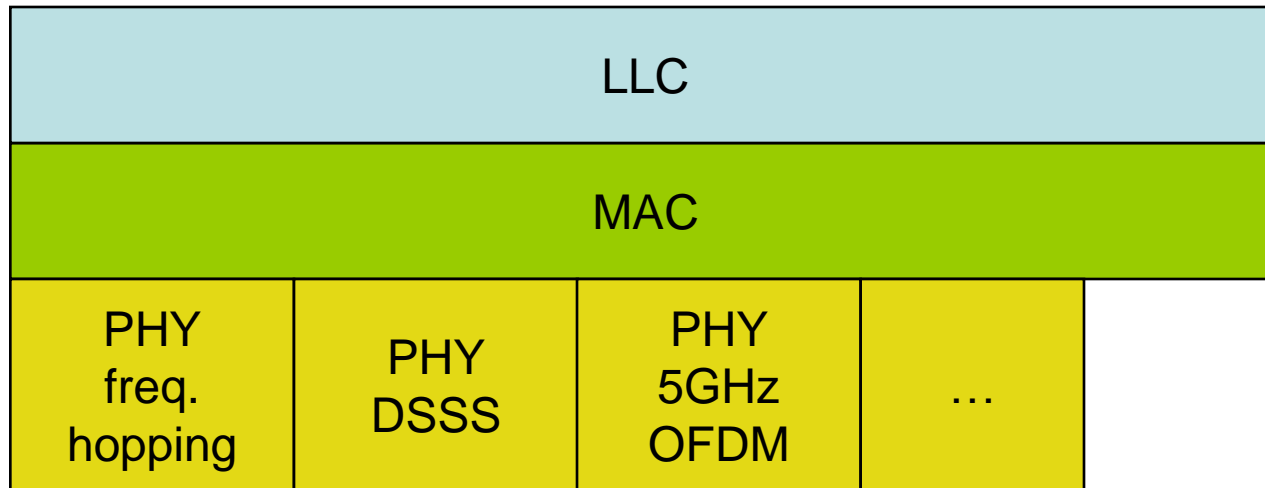 LLC
MAC
PHY
freq.
hopping
PHY
DSSS
PHY
5GHz
OFDM
…